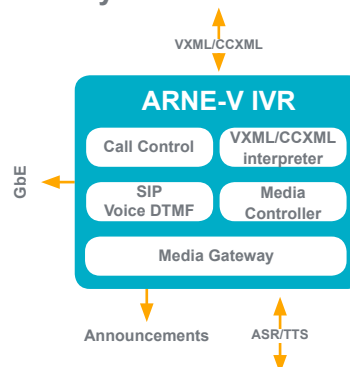 VXML/CCXML
ARNE-V IVR
Call Control
VXML/CCXML
interpreter
GbE
SIP
Voice DTMF
Media
Controller
Media Gateway
Announcements
ASR/TTS